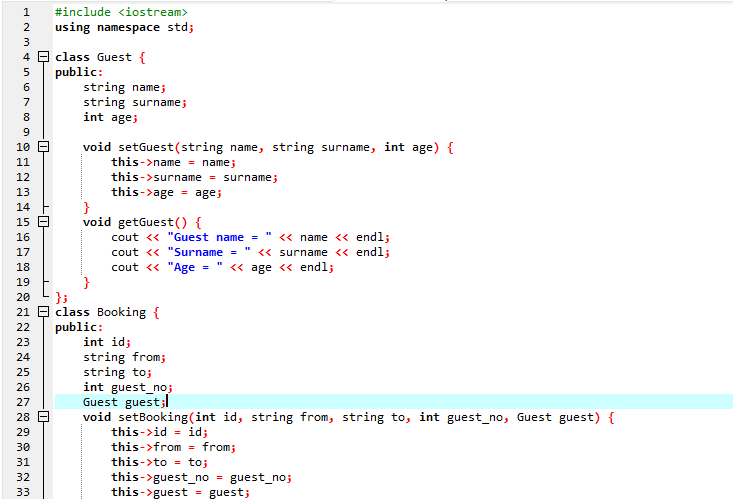 1 #include <iostream>
2 using namespace std;
3
4 class Guest {
5 public:
6     string name;
7     string surname;
8     int age;
9
10     void setGuest(string name, string surname, int age) {
11         this->name = name;
12         this->surname = surname;
13         this->age = age;
14     }
15     void getGuest() {
16         cout << "Guest name = " << name << endl;
17         cout << "Surname = " << surname << endl;
18         cout << "Age = " << age << endl;
19     }
20 };
21 class Booking {
22 public:
23     int id;
24     string from;
25     string to;
26     int guest_no;
27     Guest guest;
28     void setBooking(int id, string from, string to, int guest_no, Guest guest) {
29         this->id = id;
30         this->from = from;
31         this->to = to;
32         this->guest_no = guest_no;
33         this->guest = guest;